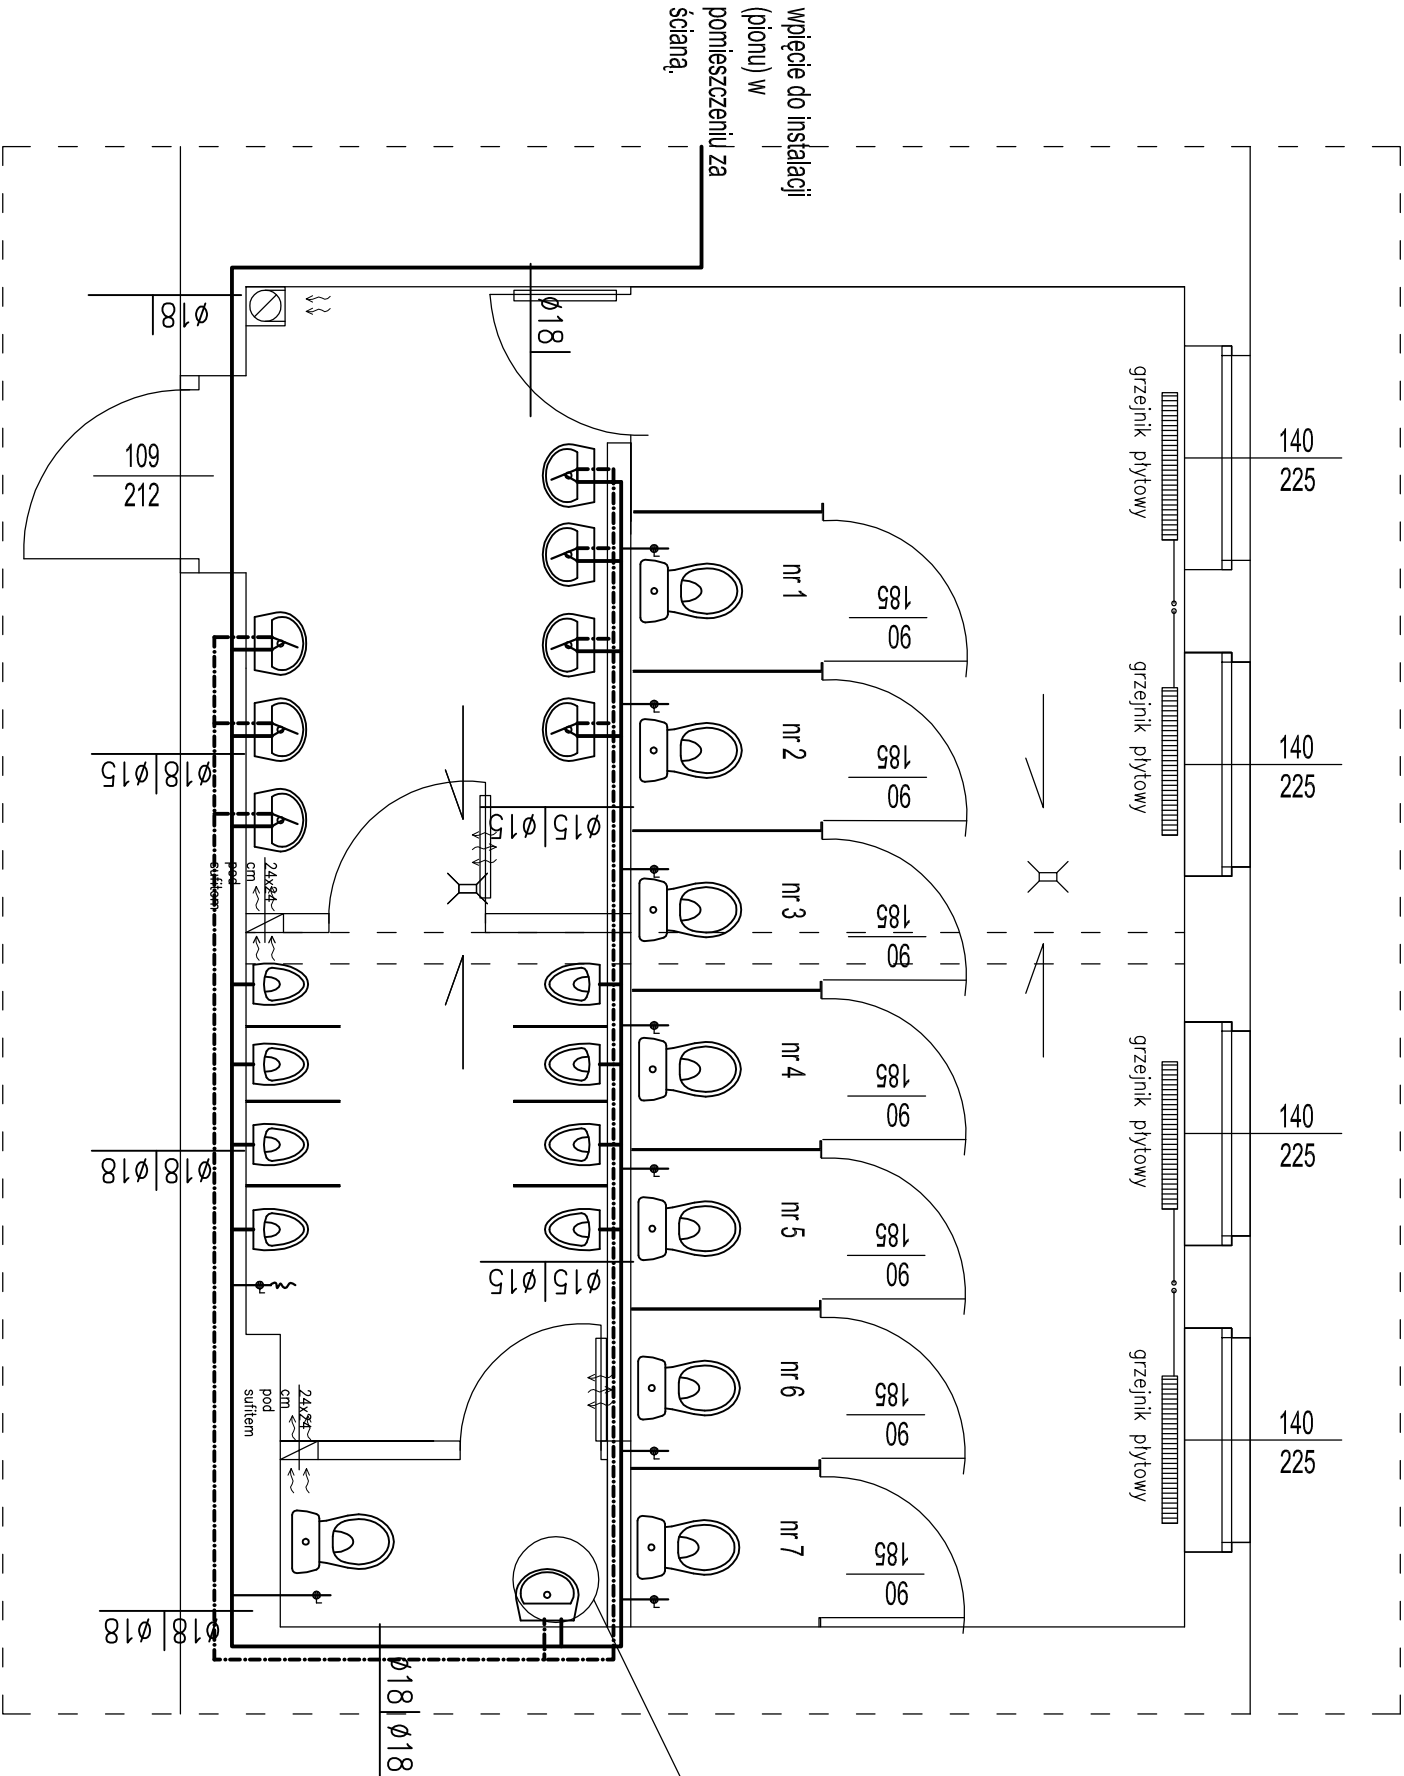 wpięcie do instalacji
(pionu) w
pomieszczeniu za
ścianą.
ø18
ø18
109
212
grzejnik płytowy
140
225
nr 1
185
90
grzejnik płytowy
140
225
nr 2
185
90
ø18 ø15
ø15 ø15
24x24
cm
pod
sufitem
nr 3
185
90
nr 4
185
90
grzejnik płytowy
140
225
ø18 ø18
nr 5
185
90
ø15 ø15
24x24
cm
pod
sufitem
nr 6
185
90
grzejnik płytowy
140
225
nr 7
185
90
ø18 ø18
ø18 ø18